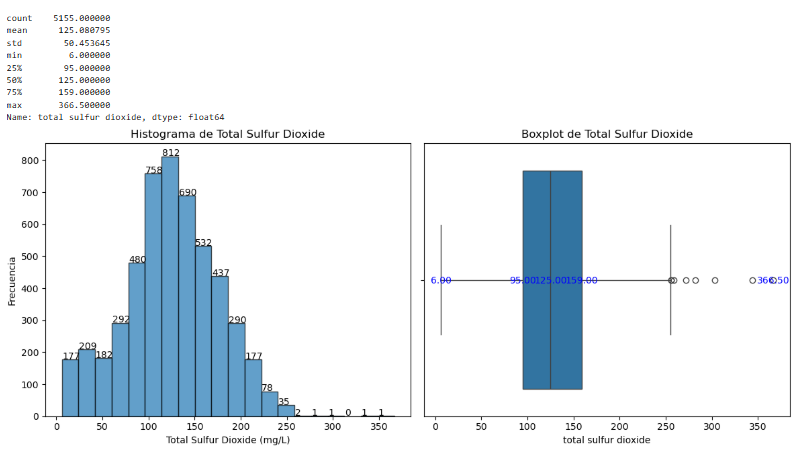 count    5155.000000
mean      125.080795
std        50.453645
min         6.000000
25%        95.000000
50%       125.000000
75%       159.000000
max       366.500000
Name: total sulfur dioxide, dtype: float64
Histograma de Total Sulfur Dioxide
Frecuencia
800
700
600
500
400
300
200
100
0
177
209
182
292
480
758
812
690
532
437
290
177
78
35
2
1
1
0
1
1
0 50 100 150 200 250 300 350
Total Sulfur Dioxide (mg/L)
Boxplot de Total Sulfur Dioxide
6.00 95.00 125.00 159.00 366.50
0 50 100 150 200 250 300 350
total sulfur dioxide